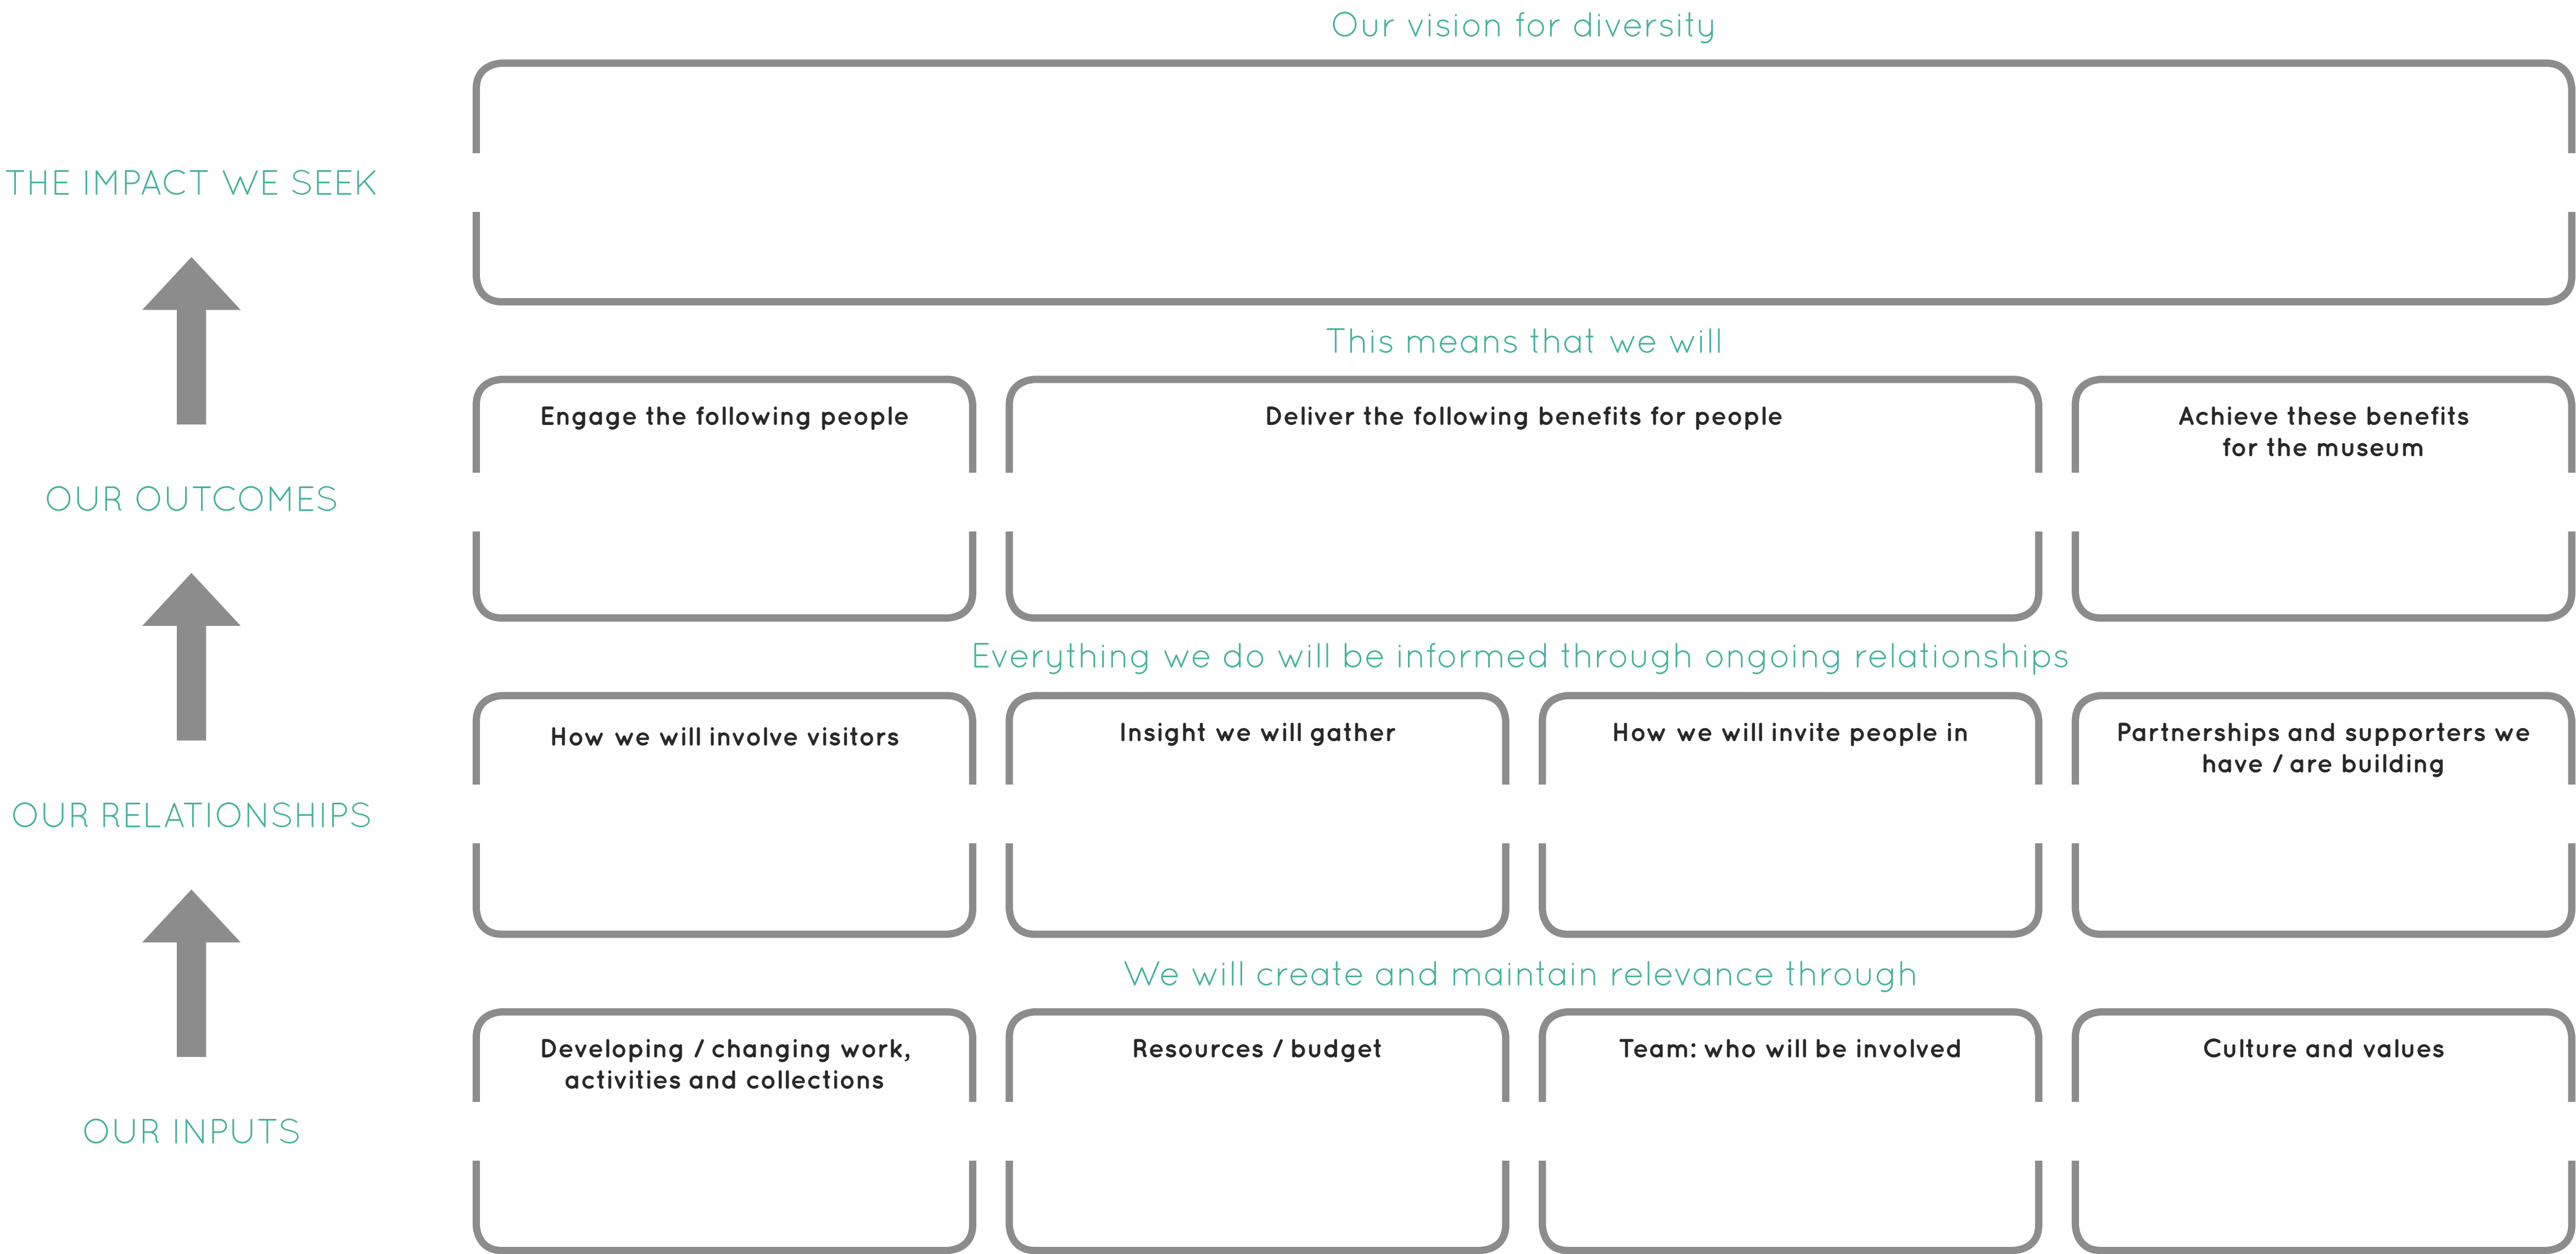 Our vision for diversity
THE IMPACT WE SEEK
This means that we will
Engage the following people
Deliver the following benefits for people
Achieve these benefits
for the museum
OUR OUTCOMES
Everything we do will be informed through ongoing relationships
How we will involve visitors
Insight we will gather
How we will invite people in
Partnerships and supporters we
have / are building
OUR RELATIONSHIPS
We will create and maintain relevance through
Developing / changing work,
activities and collections
Resources / budget
Team: who will be involved
Culture and values
OUR INPUTS